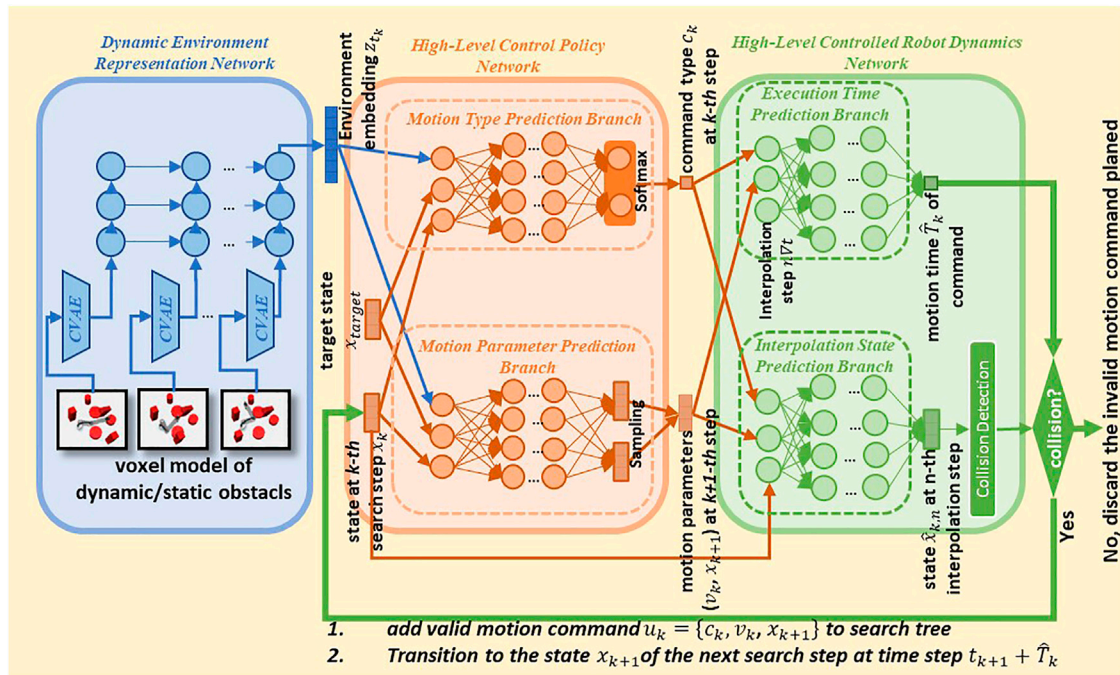 Dynamic Environment
Representation Network
CVAE
CVAE
...
CVAE
...
...
...
voxel model of
dynamic/static obstacls
Environment
embedding z_{t_k}
target state
x_{target}
state at k-th
search step x_k
High-Level Control Policy
Network
Motion Type Prediction Branch
...
...
...
...
Softmax
Motion Parameter Prediction
Branch
...
...
...
...
Sampling
command type c_k
at k-th step
motion parameters
(v_k, x_{k+1}) at k+1-th step
High-Level Controlled Robot Dynamics
Network
Execution Time
Prediction Branch
...
...
...
...
Interpolation
step n∇t
motion time T̂_k of
command
Interpolation State
Prediction Branch
...
...
...
...
state x̂_{k,n} at n-th
interpolation step
Collision Detection
collision?
Yes
No, discard the invalid motion command planed
1. add valid motion command u_k = {c_k, v_k, x_{k+1}} to search tree
2. Transition to the state x_{k+1}of the next search step at time step t_{k+1} + T̂_k